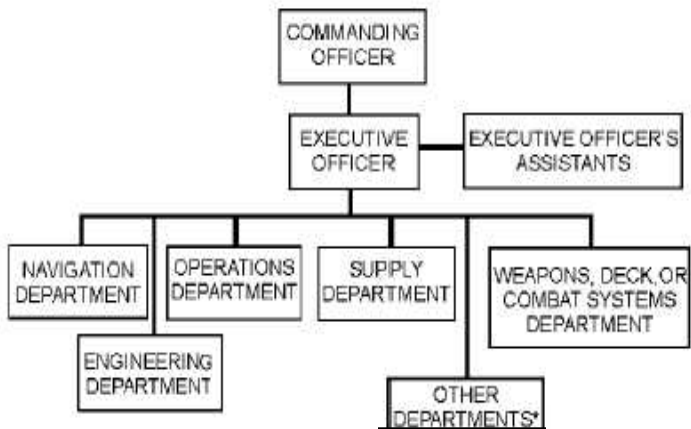 COMMANDING
OFFICER
EXECUTIVE
OFFICER
EXECUTIVE OFFICER'S
ASSISTANTS
NAVIGATION
DEPARTMENT
OPERATIONS
DEPARTMENT
SUPPLY
DEPARTMENT
WEAPONS, DECK, OR
COMBAT SYSTEMS
DEPARTMENT
ENGINEERING
DEPARTMENT
OTHER
DEPARTMENTS*